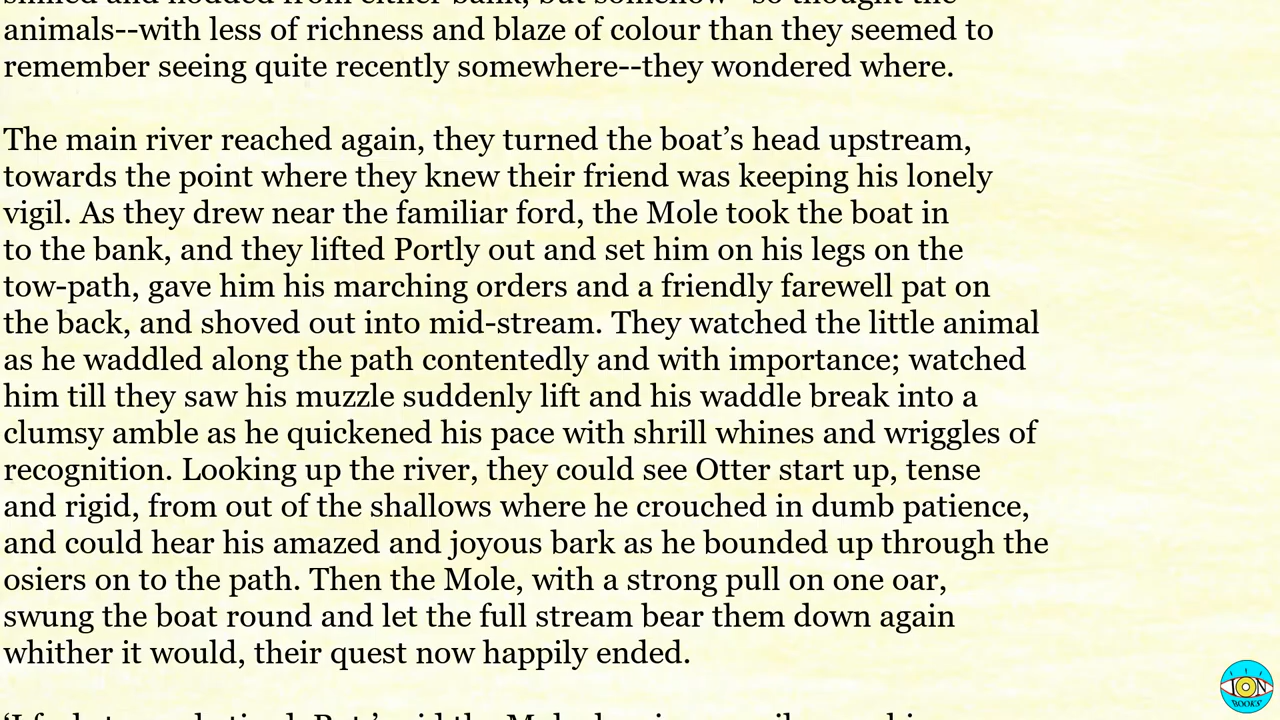 animals--with less of richness and blaze of colour than they seemed to
remember seeing quite recently somewhere--they wondered where.
The main river reached again, they turned the boat’s head upstream,
towards the point where they knew their friend was keeping his lonely
vigil. As they drew near the familiar ford, the Mole took the boat in
to the bank, and they lifted Portly out and set him on his legs on the
tow-path, gave him his marching orders and a friendly farewell pat on
the back, and shoved out into mid-stream. They watched the little animal
as he waddled along the path contentedly and with importance; watched
him till they saw his muzzle suddenly lift and his waddle break into a
clumsy amble as he quickened his pace with shrill whines and wriggles of
recognition. Looking up the river, they could see Otter start up, tense
and rigid, from out of the shallows where he crouched in dumb patience,
and could hear his amazed and joyous bark as he bounded up through the
osiers on to the path. Then the Mole, with a strong pull on one oar,
swung the boat round and let the full stream bear them down again
whither it would, their quest now happily ended.
ION
BOOKS